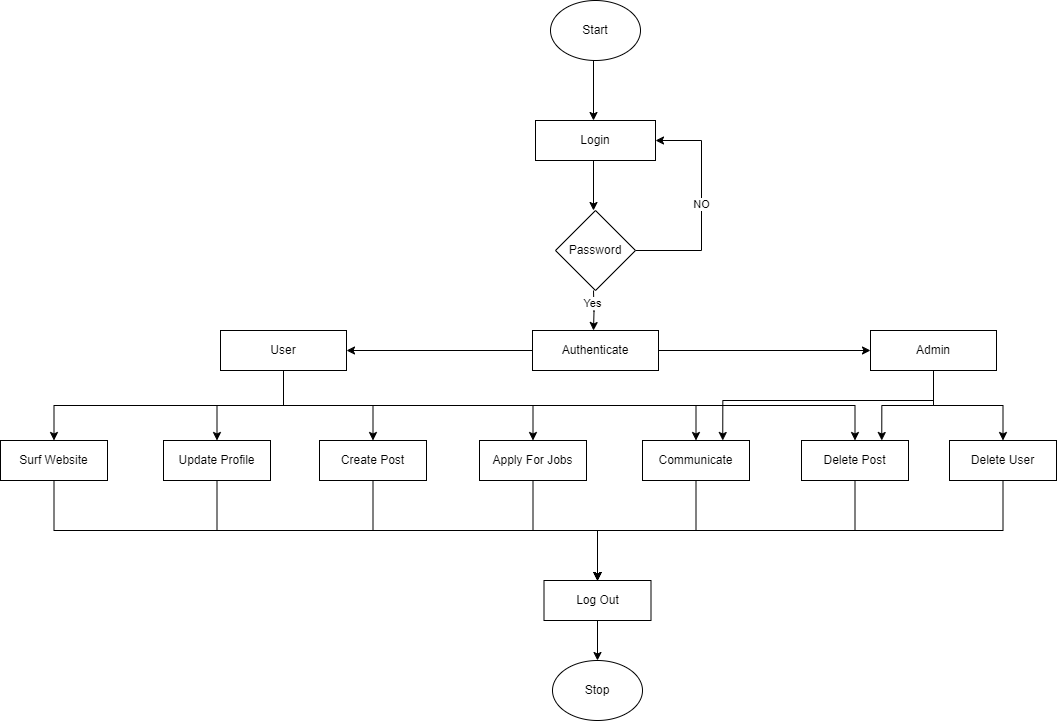 Start
Login
NO
Password
Yes
User
Authenticate
Admin
Surf Website
Update Profile
Create Post
Apply For Jobs
Communicate
Delete Post
Delete User
Log Out
Stop